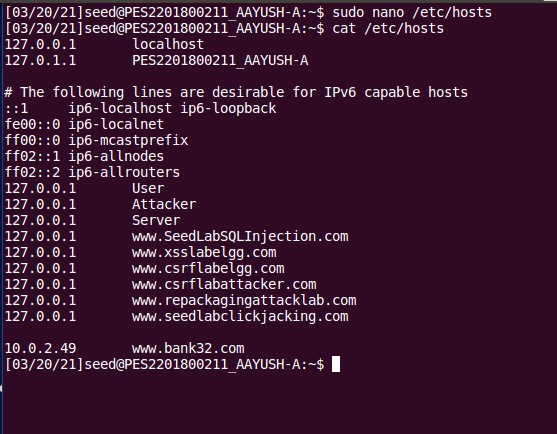 [03/20/21]seed@PES2201800211_AAYUSH-A:~$ sudo nano /etc/hosts
[03/20/21]seed@PES2201800211_AAYUSH-A:~$ cat /etc/hosts
127.0.0.1       localhost
127.0.1.1       PES2201800211_AAYUSH-A

# The following lines are desirable for IPv6 capable hosts
::1     ip6-localhost ip6-loopback
fe00::0 ip6-localnet
ff00::0 ip6-mcastprefix
ff02::1 ip6-allnodes
ff02::2 ip6-allrouters
127.0.0.1       User
127.0.0.1       Attacker
127.0.0.1       Server
127.0.0.1       www.SeedLabSQLInjection.com
127.0.0.1       www.xsslabelgg.com
127.0.0.1       www.csrflabelgg.com
127.0.0.1       www.csrflabattacker.com
127.0.0.1       www.repackagingattacklab.com
127.0.0.1       www.seedlabclickjacking.com

10.0.2.49       www.bank32.com
[03/20/21]seed@PES2201800211_AAYUSH-A:~$